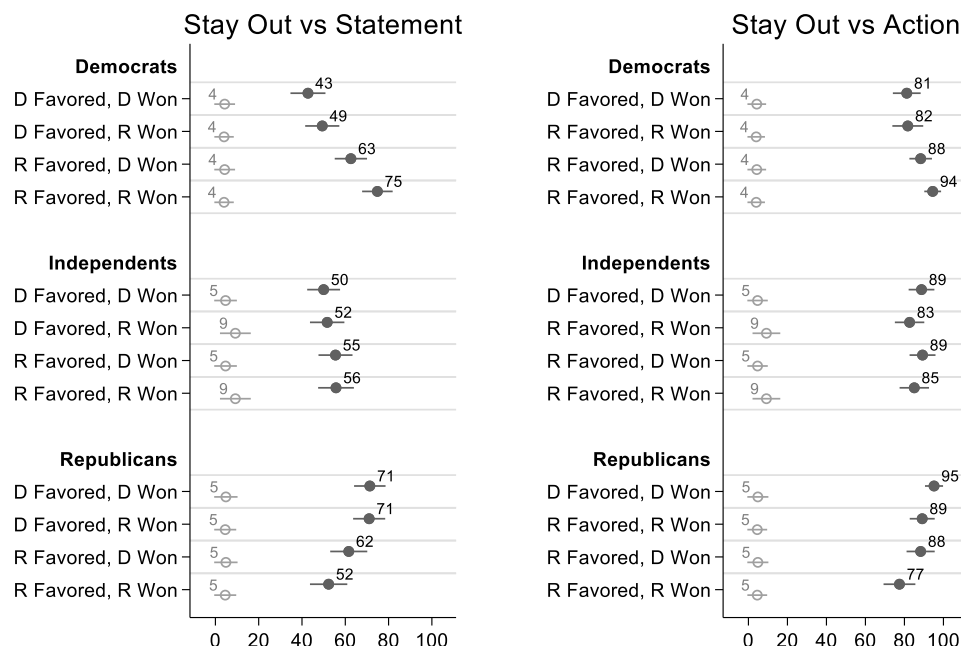 Stay Out vs Statement
Democrats
D Favored, D Won 4 43
D Favored, R Won 4 49
R Favored, D Won 4 63
R Favored, R Won 4 75
Independents
D Favored, D Won 5 50
D Favored, R Won 9 52
R Favored, D Won 5 55
R Favored, R Won 9 56
Republicans
D Favored, D Won 5 71
D Favored, R Won 5 71
R Favored, D Won 5 62
R Favored, R Won 5 52
0 20 40 60 80 100
Stay Out vs Action
Democrats
D Favored, D Won 4 81
R Favored, R Won 4 82
R Favored, D Won 4 88
R Favored, R Won 4 94
Independents
D Favored, D Won 5 89
R Favored, R Won 9 83
R Favored, D Won 5 89
R Favored, R Won 9 85
Republicans
D Favored, D Won 5 95
R Favored, R Won 5 89
R Favored, D Won 5 88
R Favored, R Won 5 77
0 20 40 60 80 100